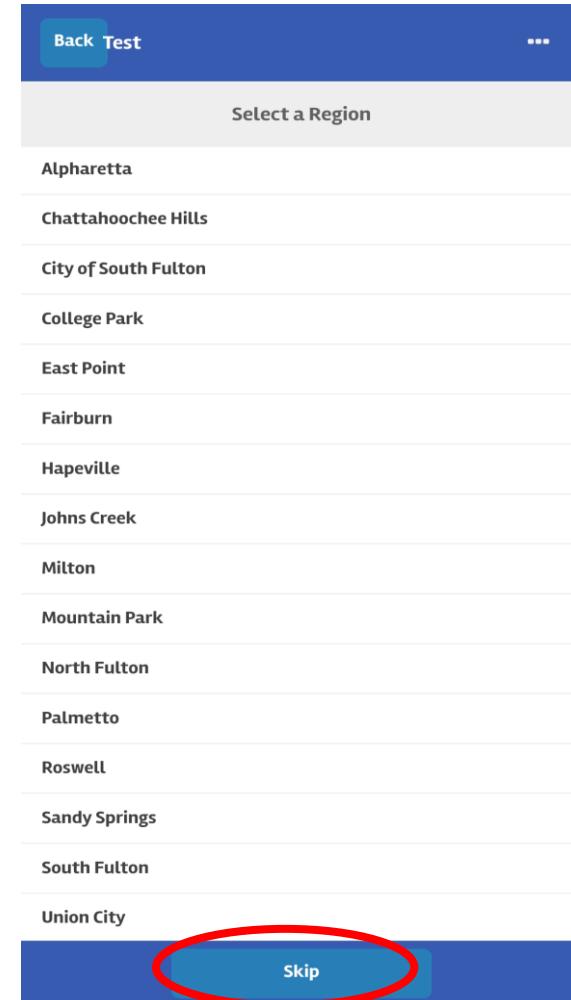 Back Test
Select a Region
Alpharetta
Chattahoochee Hills
City of South Fulton
College Park
East Point
Fairburn
Hapeville
Johns Creek
Milton
Mountain Park
North Fulton
Palmetto
Roswell
Sandy Springs
South Fulton
Union City
Skip